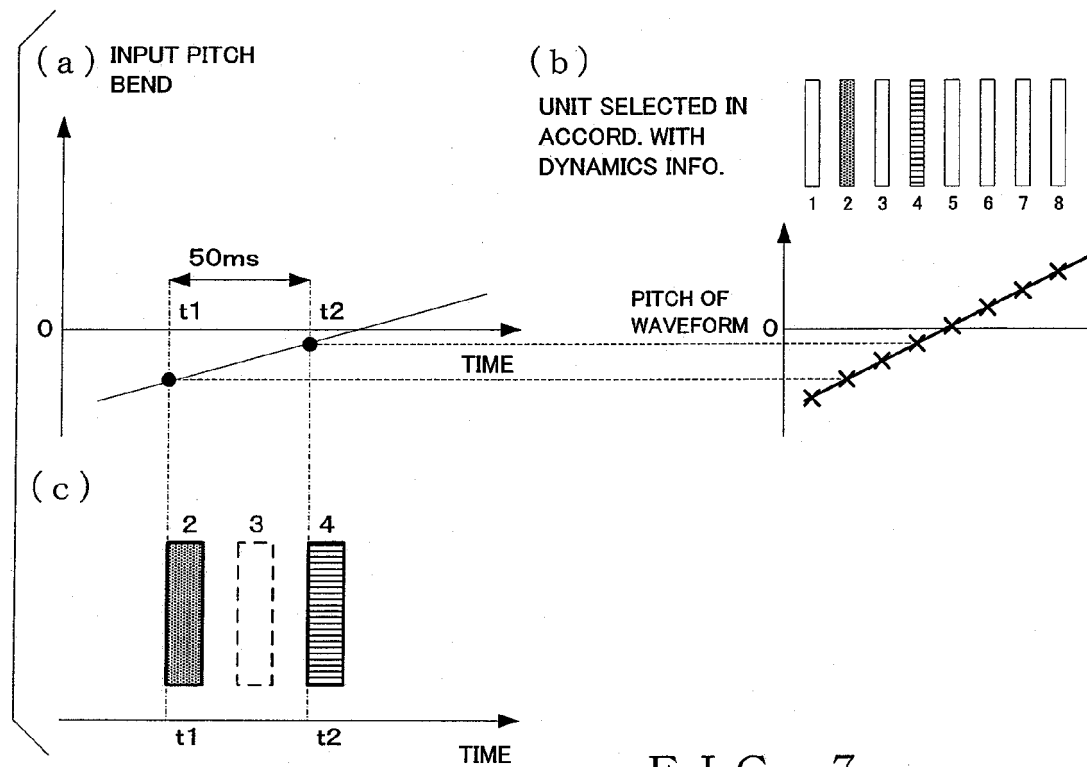 (a) INPUT PITCH
BEND
0
50ms
t1 t2
TIME
(b)
UNIT SELECTED IN
ACCORD. WITH
DYNAMICS INFO.
1 2 3 4 5 6 7 8
PITCH OF
WAVEFORM 0
(c)
2 3 4
t1 t2
TIME
FIG. 7